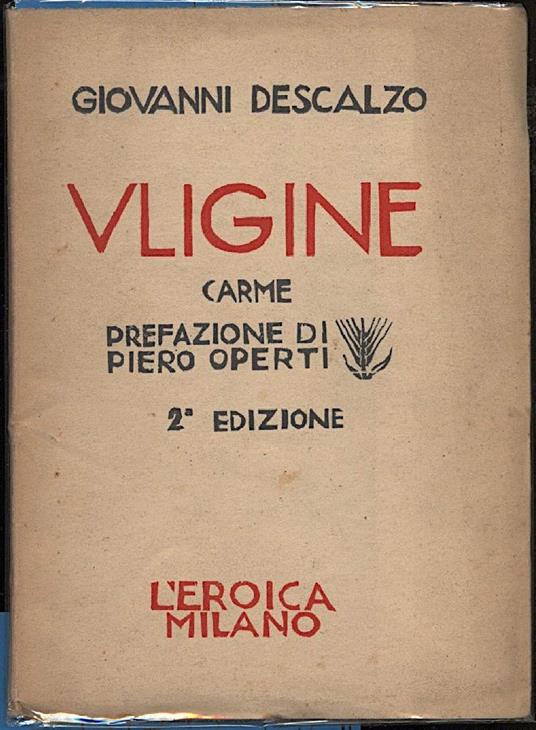 GIOVANNI DESCALZO
VLIGINE
CARME
PREFAZIONE DI
PIERO OPERTI
2ª EDIZIONE
L'EROICA
MILANO